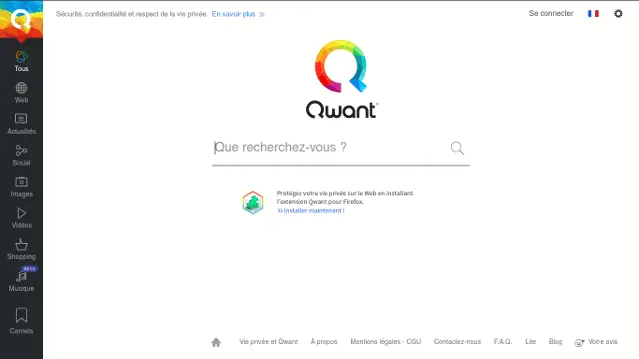 Sécurité, confidentialité et respect de la vie privée. En savoir plus
Se connecter
Tous
Web
Actualités
Social
Images
Vidéos
Shopping
BETA
Musique
Carnets
Qwant
Que recherchez-vous ?
Protégez votre vie privée sur le Web en installant
l'extension Qwant pour Firefox.
Installer maintenant !
Vie privée et Qwant
À propos
Mentions légales - CGU
Contactez-nous
F.A.Q.
Lite
Blog
Votre avis